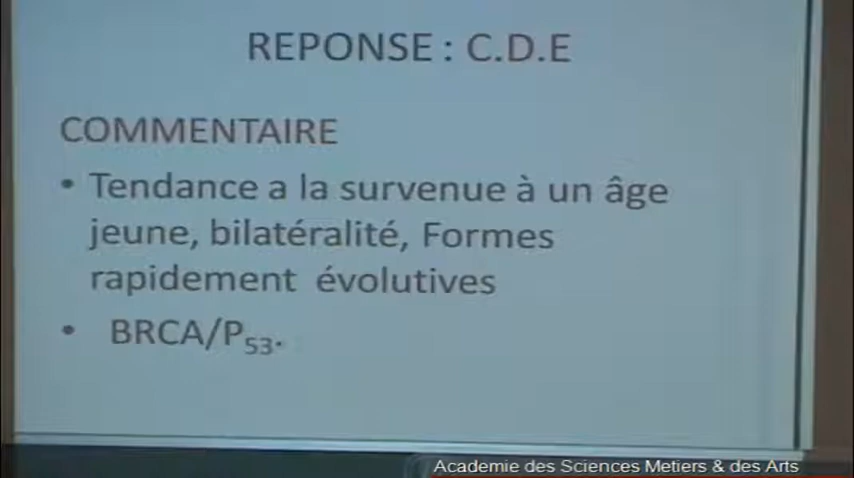 REPONSE : C.D.E
COMMENTAIRE
• Tendance a la survenue à un âge
jeune, bilatéralité, Formes
rapidement évolutives
• BRCA/P53.
Academie des Sciences Metiers & des Arts